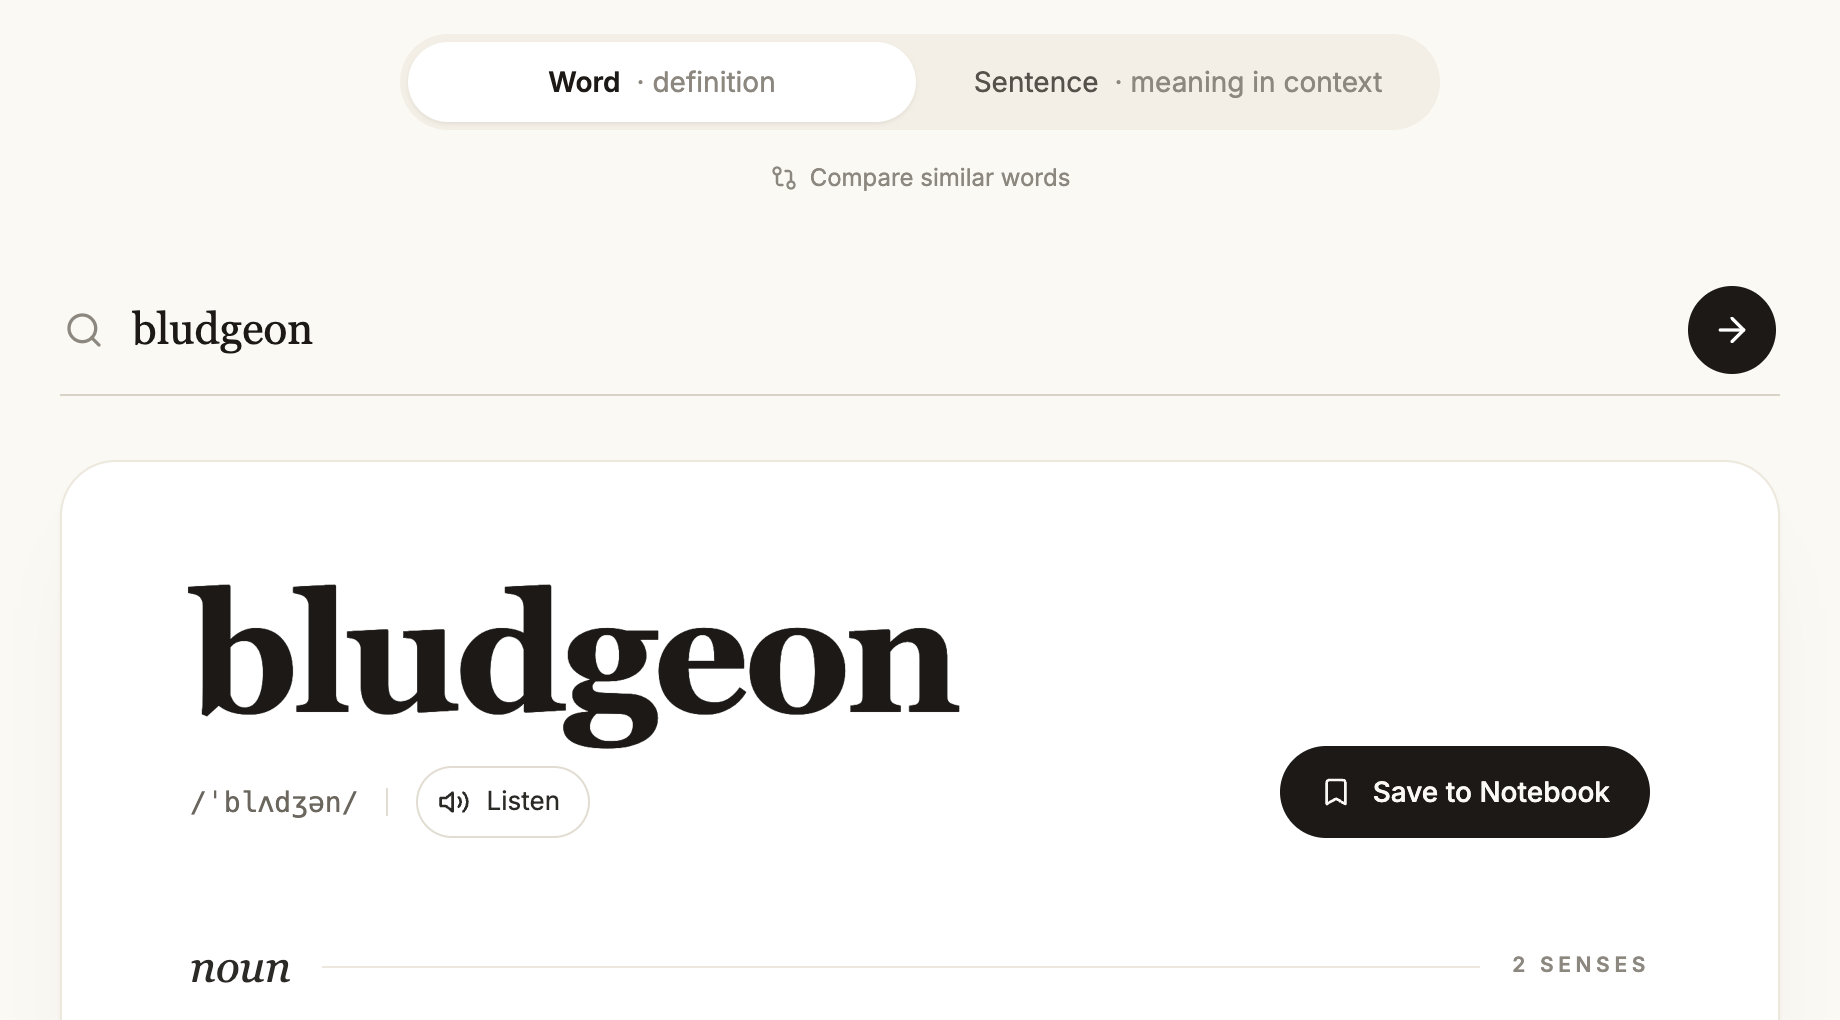 Word · definition
Sentence · meaning in context
Compare similar words
bludgeon
bludgeon
/ˈblʌdʒən/
Listen
Save to Notebook
noun
2 SENSES